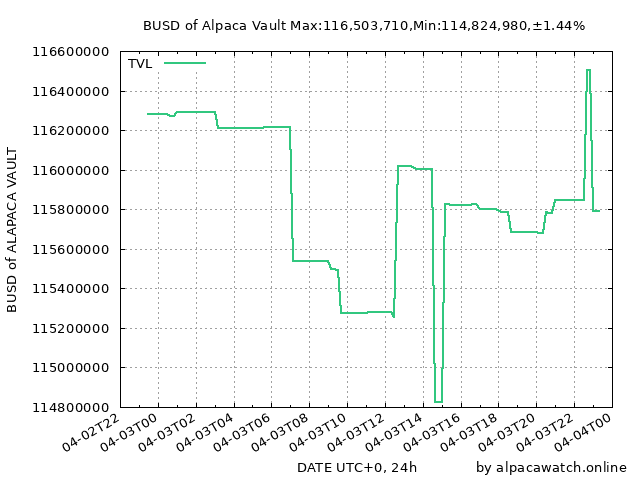 BUSD of Alpaca Vault Max:116,503,710,Min:114,824,980,±1.44%
TVL
BUSD of ALAPACA VAULT
116600000
116400000
116200000
116000000
115800000
115600000
115400000
115200000
115000000
114800000
04-02T22
04-03T00
04-03T02
04-03T04
04-03T06
04-03T08
04-03T10
04-03T12
04-03T14
04-03T16
04-03T18
04-03T20
04-03T22
04-04T00
DATE UTC+0, 24h
by alpacawatch.online